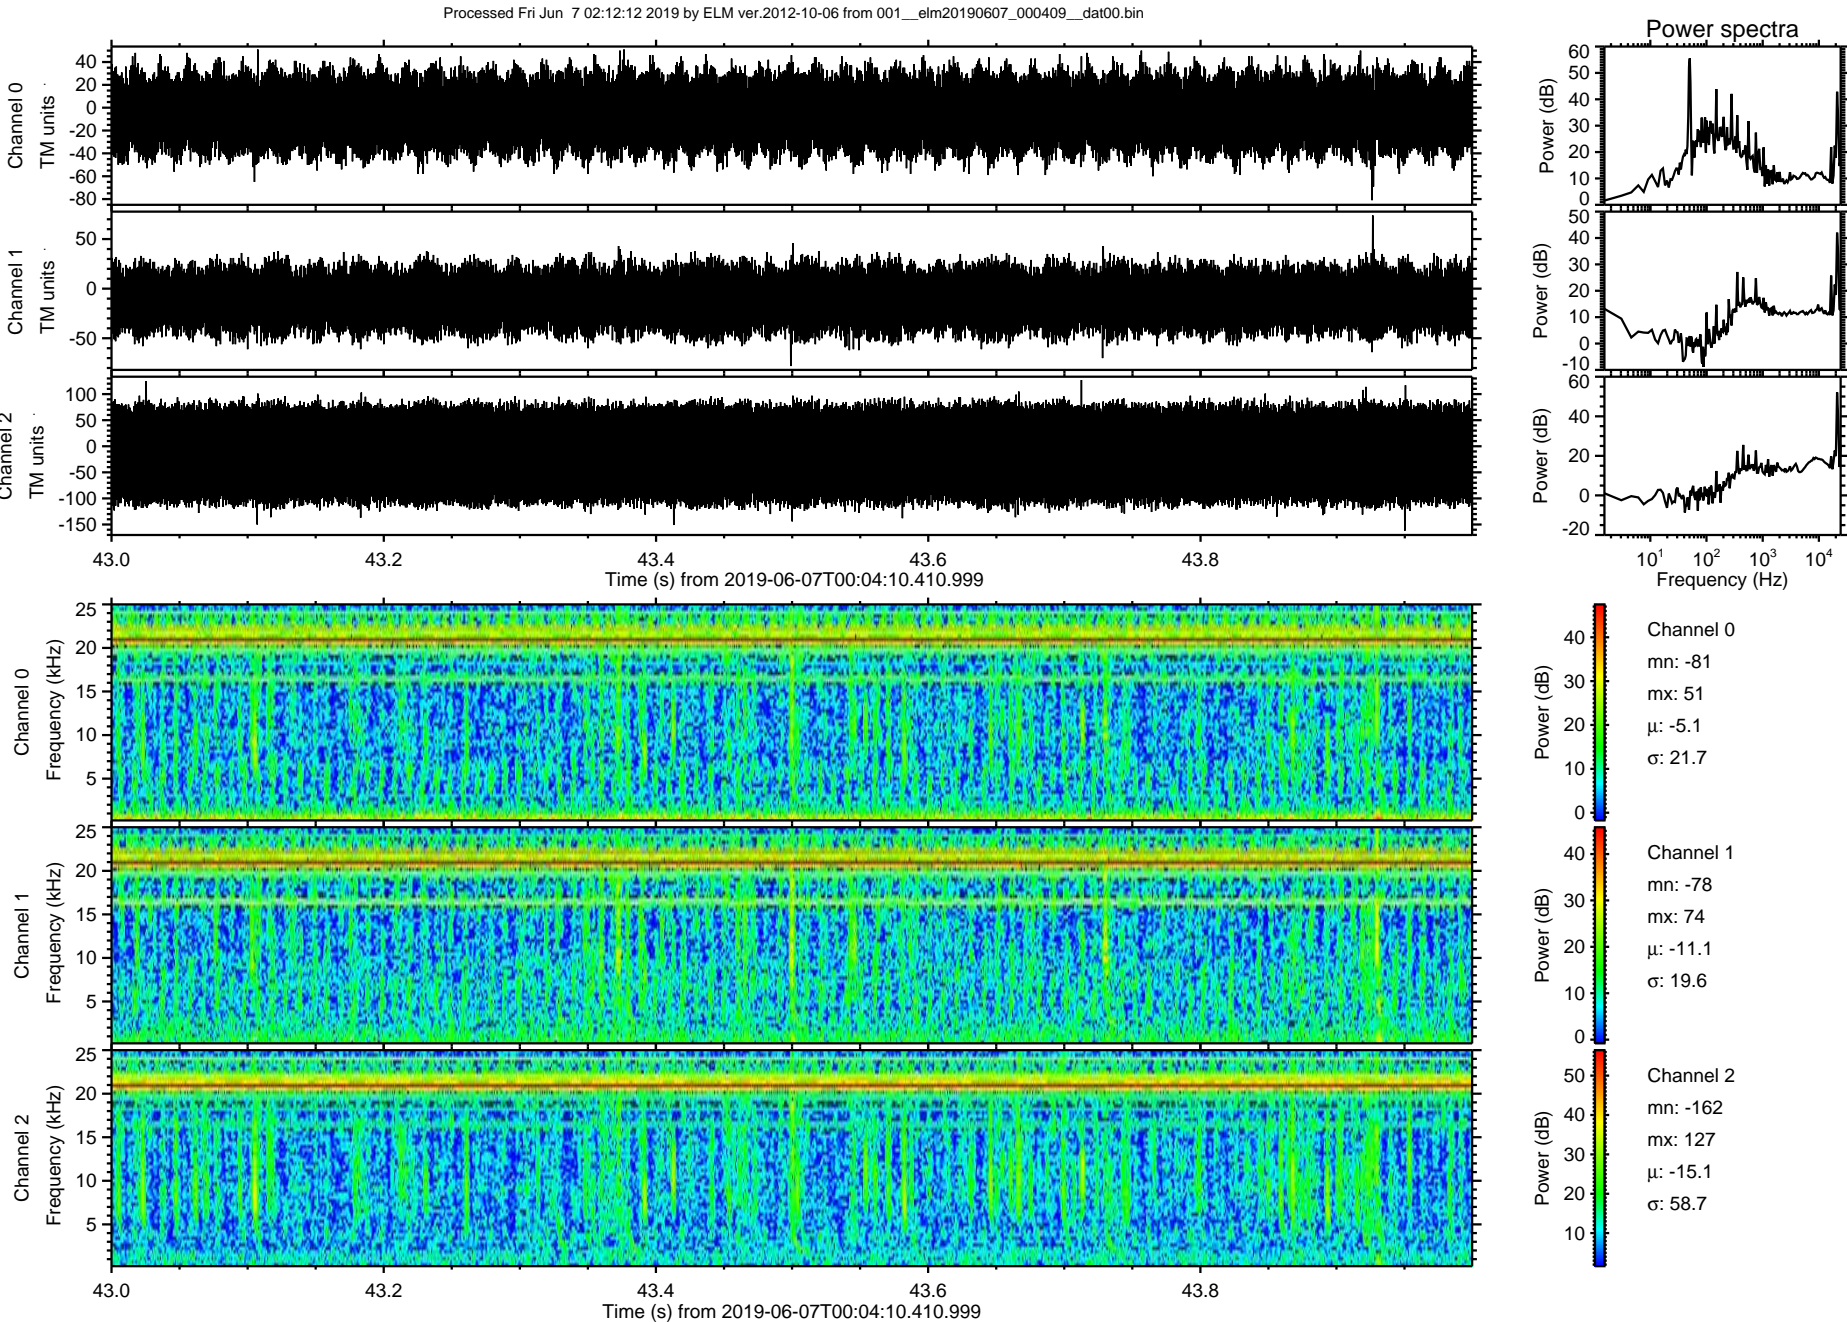 Processed Fri Jun 7 02:12:12 2019 by ELM ver.2012-10-06 from 001__elm20190607_000409__dat00.bin
Power spectra
Channel 0
TM units
40
20
0
-20
-40
-60
-80
Power (dB)
60
50
40
30
20
10
0
Channel 1
TM units
50
0
-50
Power (dB)
50
40
30
20
10
0
-10
Channel 2
TM units
100
50
0
-50
-100
-150
Power (dB)
60
40
20
0
-20
43.0 43.2 43.4 43.6 43.8
Time (s) from 2019-06-07T00:04:10.410.999
10^1 10^2 10^3 10^4
Frequency (Hz)
Channel 0
Frequency (kHz)
25
20
15
10
5
Power (dB)
40
30
20
10
0
Channel 0
mn: -81
mx: 51
μ: -5.1
σ: 21.7
Channel 1
Frequency (kHz)
25
20
15
10
5
Power (dB)
40
30
20
10
0
Channel 1
mn: -78
mx: 74
μ: -11.1
σ: 19.6
Channel 2
Frequency (kHz)
25
20
15
10
5
Power (dB)
50
40
30
20
10
Channel 2
mn: -162
mx: 127
μ: -15.1
σ: 58.7
43.0 43.2 43.4 43.6 43.8
Time (s) from 2019-06-07T00:04:10.410.999